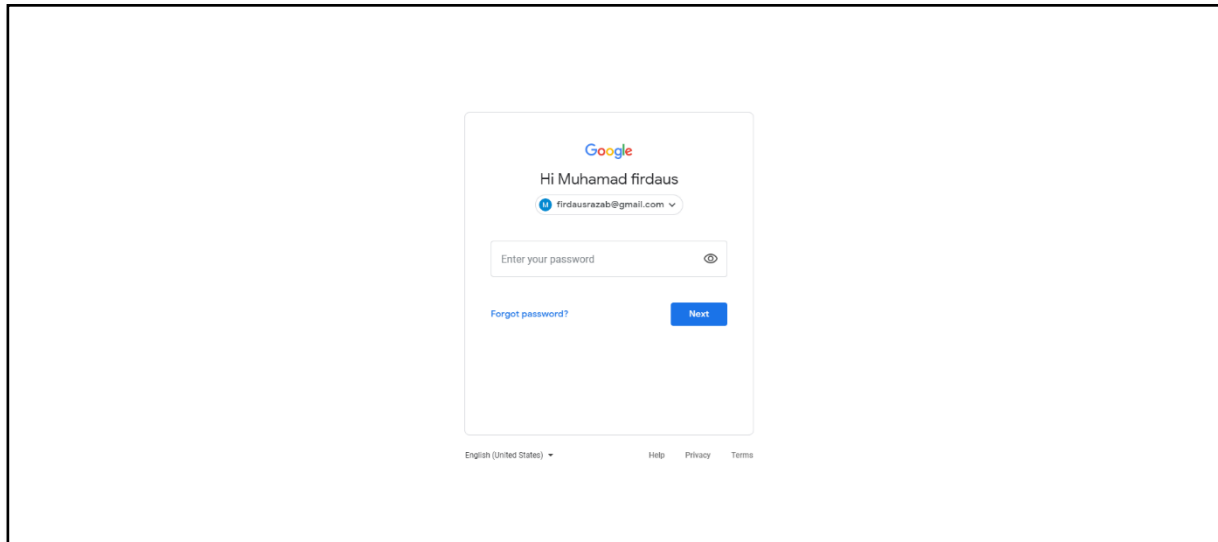 Google
Hi Muhamad firdaus
M firdausrazab@gmail.com
Enter your password
Forgot password? Next
English (United States) Help Privacy Terms